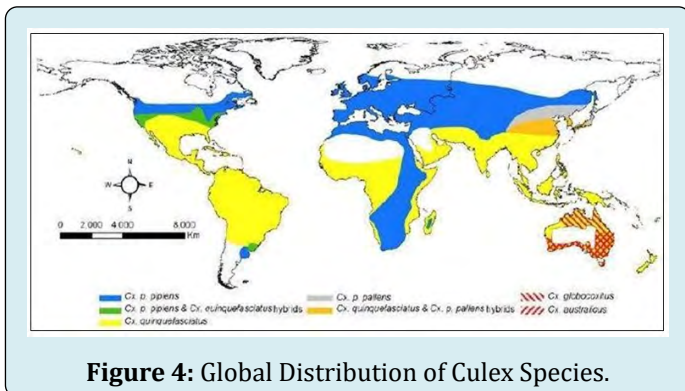 N
W E
S
0 2,000 4,000 8,000
Km
Cx. p. pipiens
Cx. p. pipiens & Cx. quinquefasciatus hybrids
Cx. quinquefasciatus
Cx. p. pallens
Cx. quinquefasciatus & Cx. p. pallens hybrids
Cx. globocoxitus
Cx. australicus
Figure 4: Global Distribution of Culex Species.